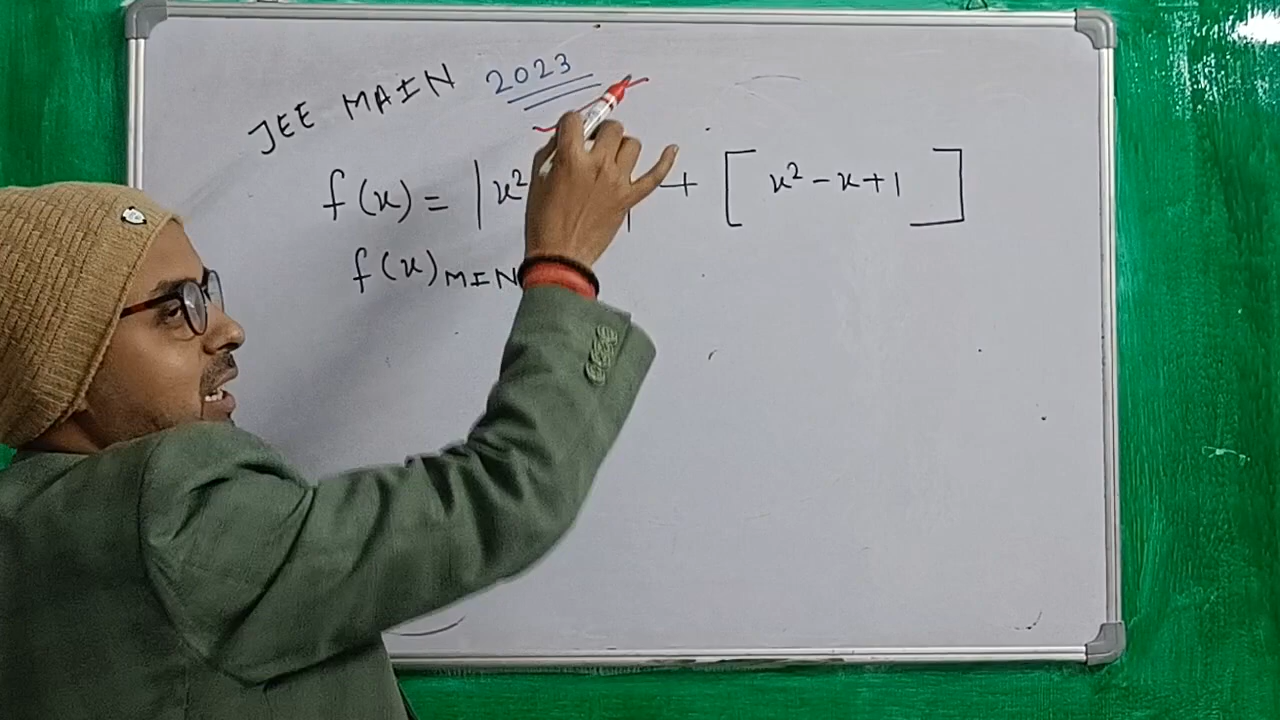 JEE MAIN 2023
f(x) = |x² | + [ x² - x + 1 ]
f(x) MIN